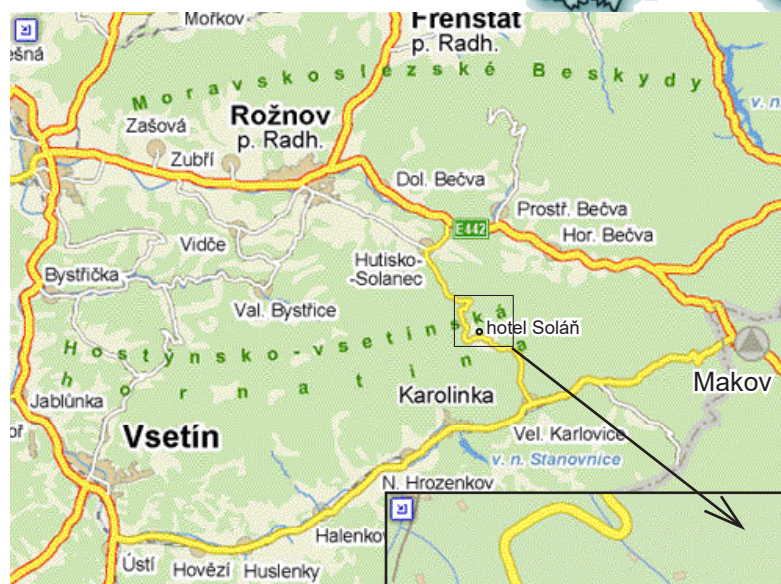 Mořkov
Frenštát
p. Radh.
ešná
Moravskoslezské Beskydy
Rožnov
p. Radh.
Zašová
Zubří
v. n.
Dol. Bečva
Prostř. Bečva
E442
Hor. Bečva
Vidče
Hutisko-
-Solanec
Bystřička
Val. Bystřice
hotel Soláň
Hostýnsko-vsetínská
hornatina
Makov
Jablůnka
Karolinka
Vsetín
Vel. Karlovice
v. n. Stanovnice
N. Hrozenkov
Halenko
Ústí
Hovězí
Huslenky